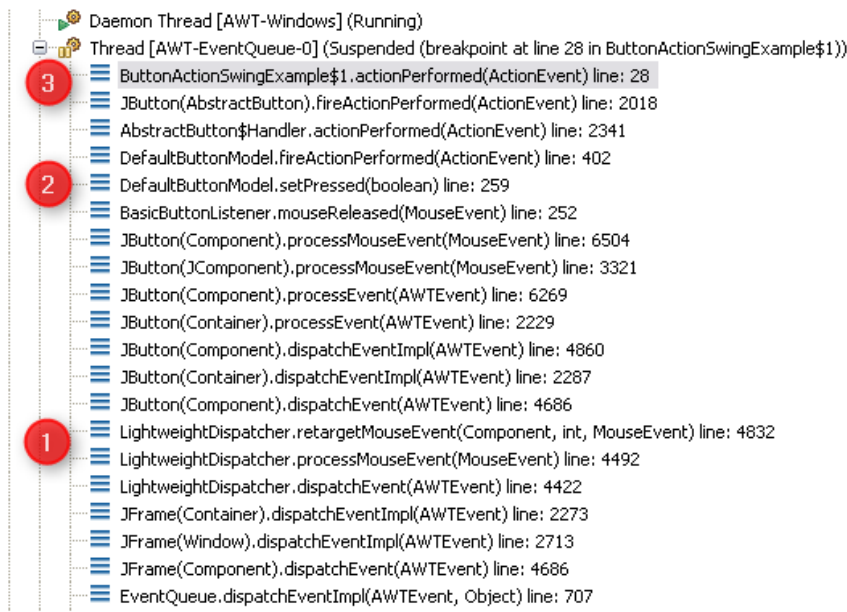 Daemon Thread [AWT-Windows] (Running)
Thread [AWT-EventQueue-0] (Suspended (breakpoint at line 28 in ButtonActionSwingExample$1))
3
ButtonActionSwingExample$1.actionPerformed(ActionEvent) line: 28
JButton(AbstractButton).fireActionPerformed(ActionEvent) line: 2018
AbstractButton$Handler.actionPerformed(ActionEvent) line: 2341
DefaultButtonModel.fireActionPerformed(ActionEvent) line: 402
2
DefaultButtonModel.setPressed(boolean) line: 259
BasicButtonListener.mouseReleased(MouseEvent) line: 252
JButton(Component).processMouseEvent(MouseEvent) line: 6504
JButton(JComponent).processMouseEvent(MouseEvent) line: 3321
JButton(Component).processEvent(AWTEvent) line: 6269
JButton(Container).processEvent(AWTEvent) line: 2229
JButton(Component).dispatchEventImpl(AWTEvent) line: 4860
JButton(Container).dispatchEventImpl(AWTEvent) line: 2287
JButton(Component).dispatchEvent(AWTEvent) line: 4686
1
LightweightDispatcher.retargetMouseEvent(Component, int, MouseEvent) line: 4832
LightweightDispatcher.processMouseEvent(MouseEvent) line: 4492
LightweightDispatcher.dispatchEvent(AWTEvent) line: 4422
JFrame(Container).dispatchEventImpl(AWTEvent) line: 2273
JFrame(Window).dispatchEventImpl(AWTEvent) line: 2713
JFrame(Component).dispatchEvent(AWTEvent) line: 4686
EventQueue.dispatchEventImpl(AWTEvent, Object) line: 707